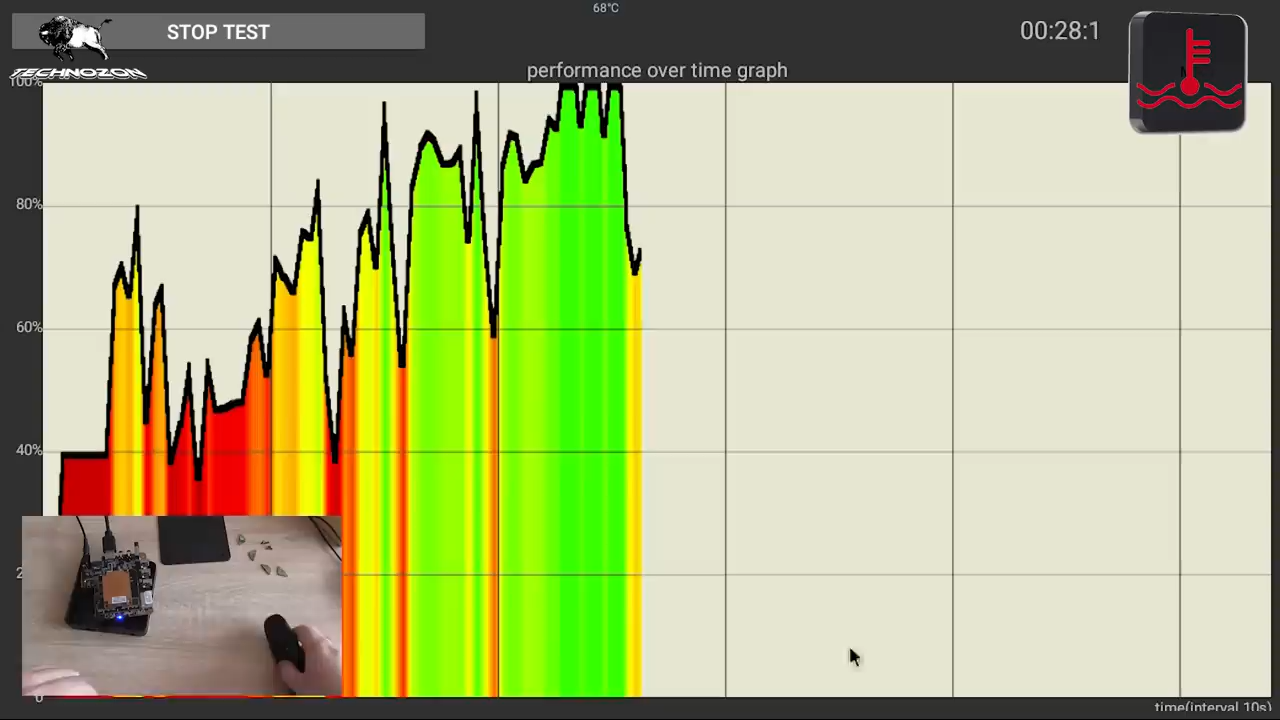 68°C
STOP TEST
00:28:1
TECHNOZON
performance over time graph
100%
80%
60%
40%
2
0
time(interval 10s)